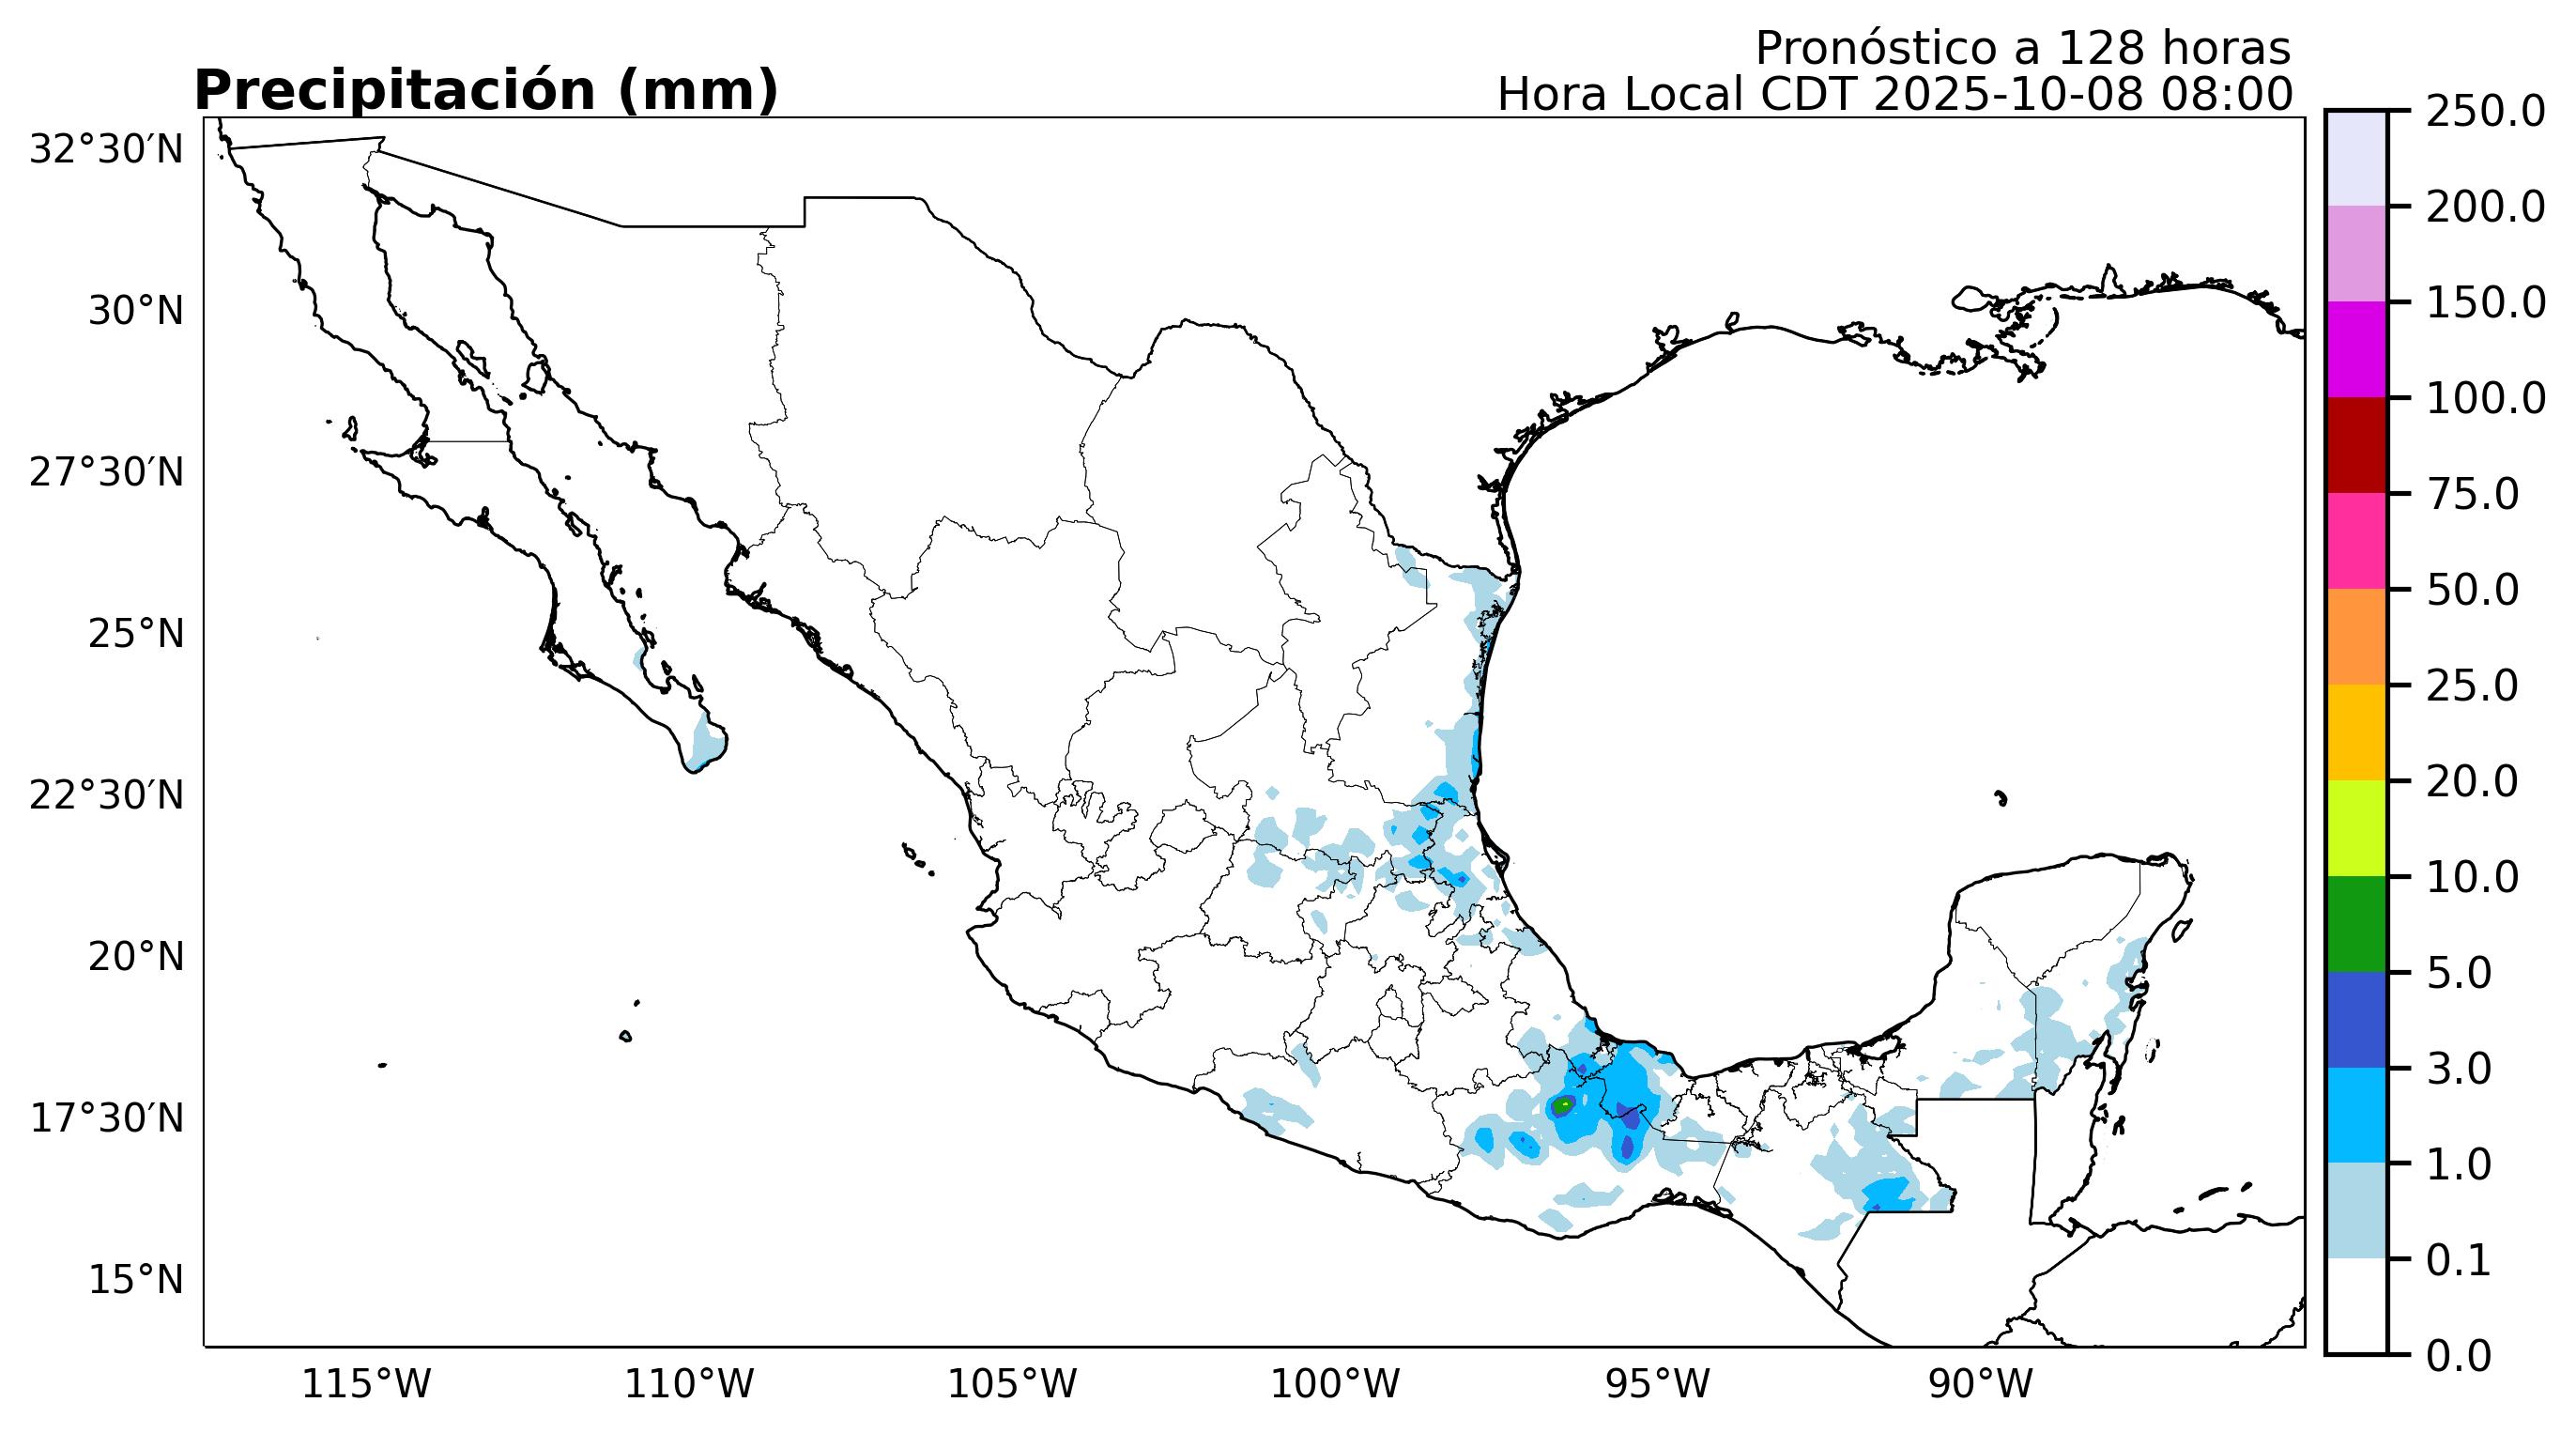 Pronóstico a 128 horas
Precipitación (mm)
Hora Local CDT 2025-10-08 08:00
32°30′N
30°N
27°30′N
25°N
22°30′N
20°N
17°30′N
15°N
115°W
110°W
105°W
100°W
95°W
90°W
250.0
200.0
150.0
100.0
75.0
50.0
25.0
20.0
10.0
5.0
3.0
1.0
0.1
0.0